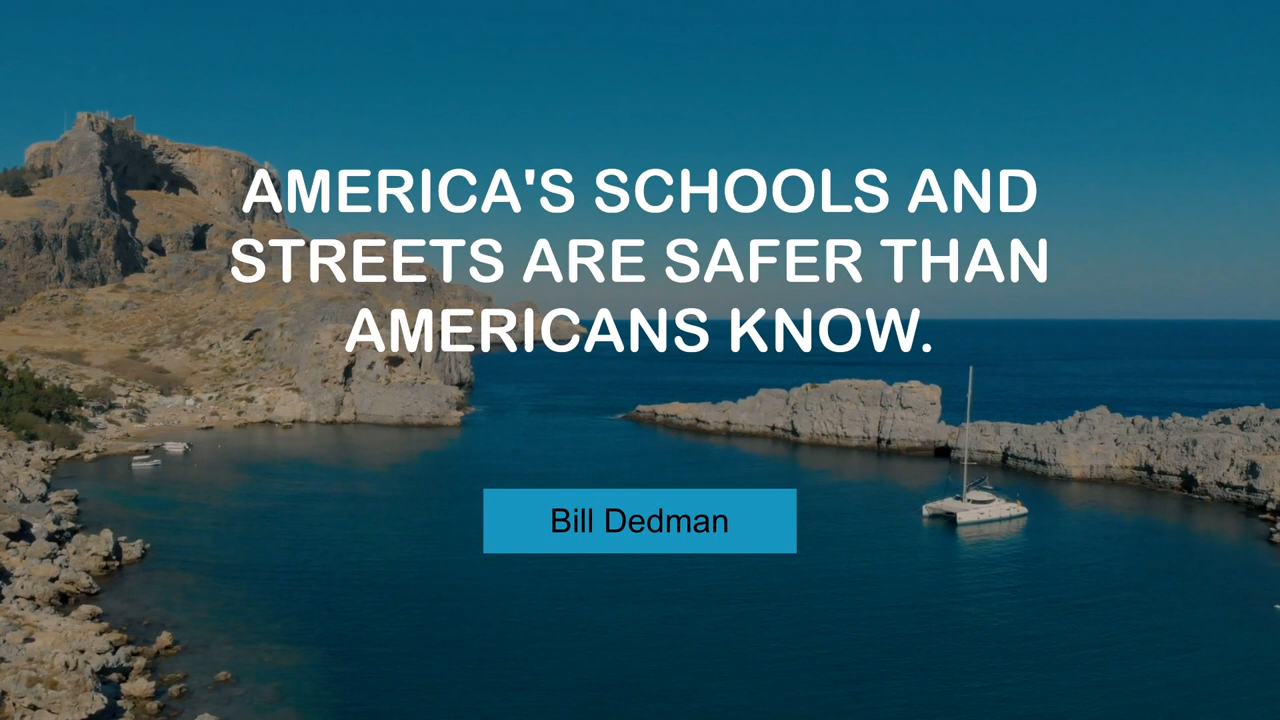 AMERICA'S SCHOOLS AND
STREETS ARE SAFER THAN
AMERICANS KNOW.
Bill Dedman